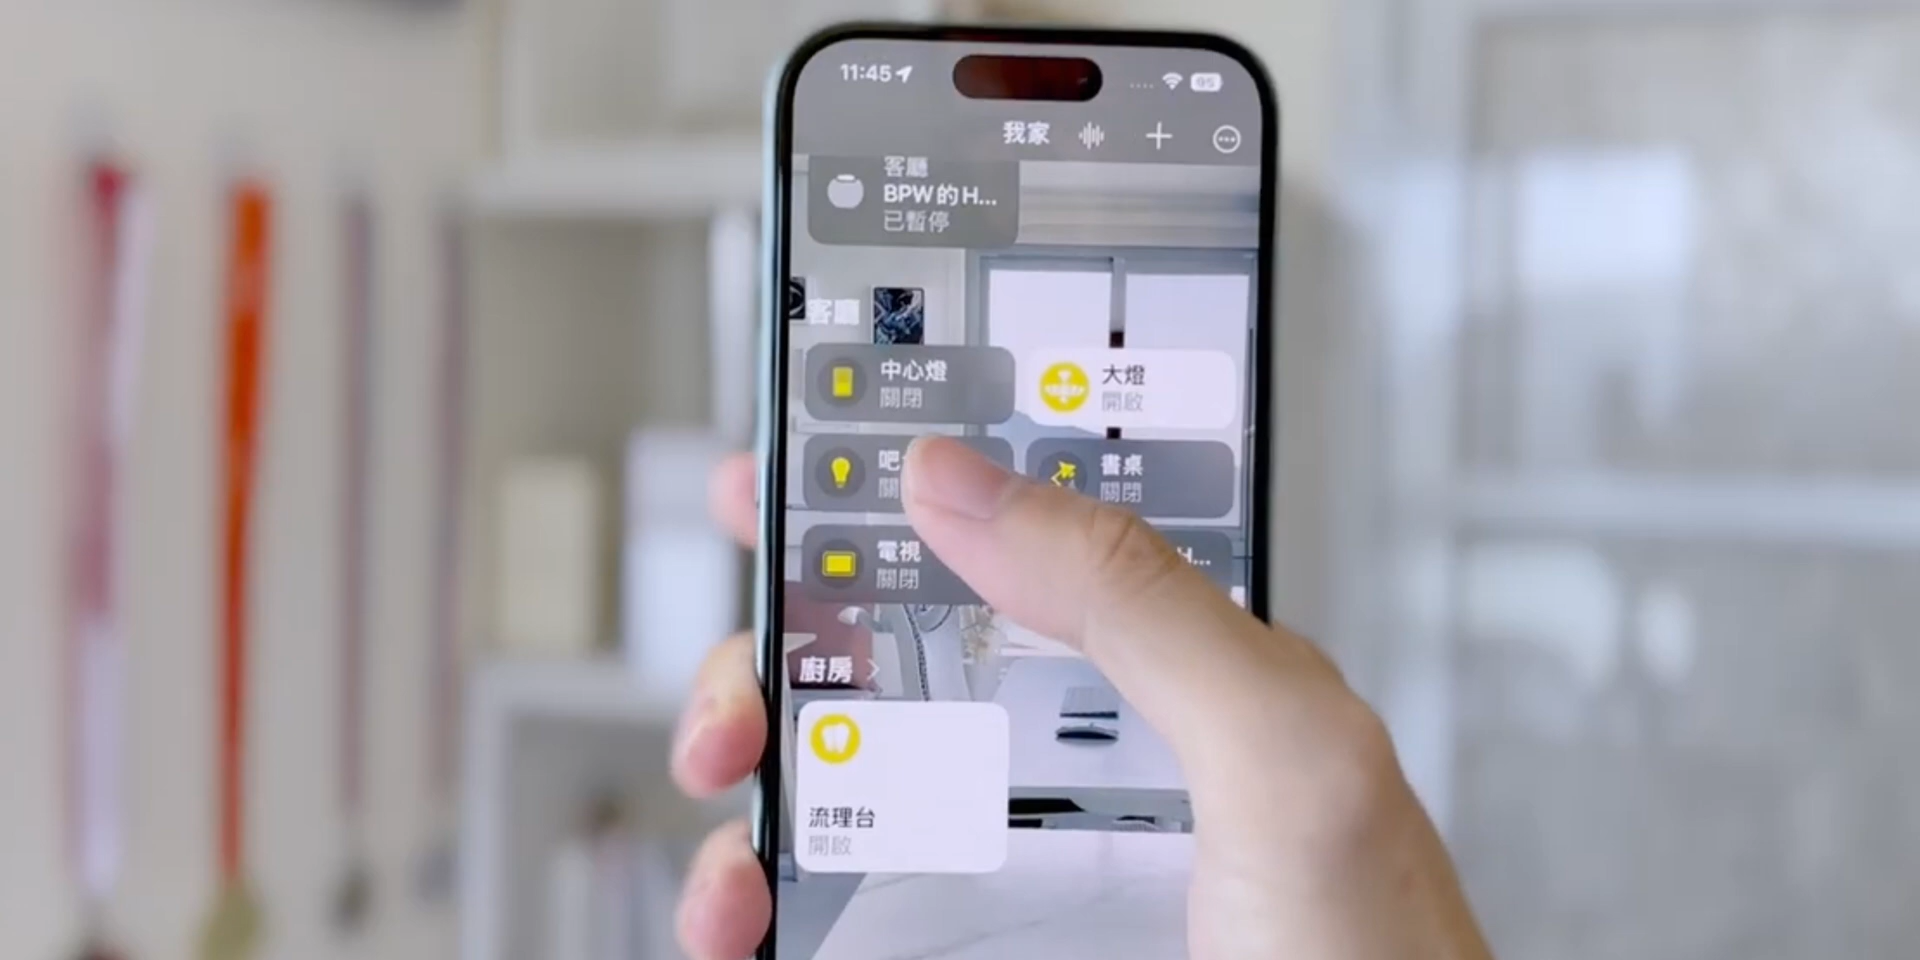 11:45
95
我家
客廳
BPW的H...
已暫停
客廳
中心燈
關閉
大燈
開啟
吧
關
書桌
關閉
電視
關閉
H...
廚房
流理台
開啟